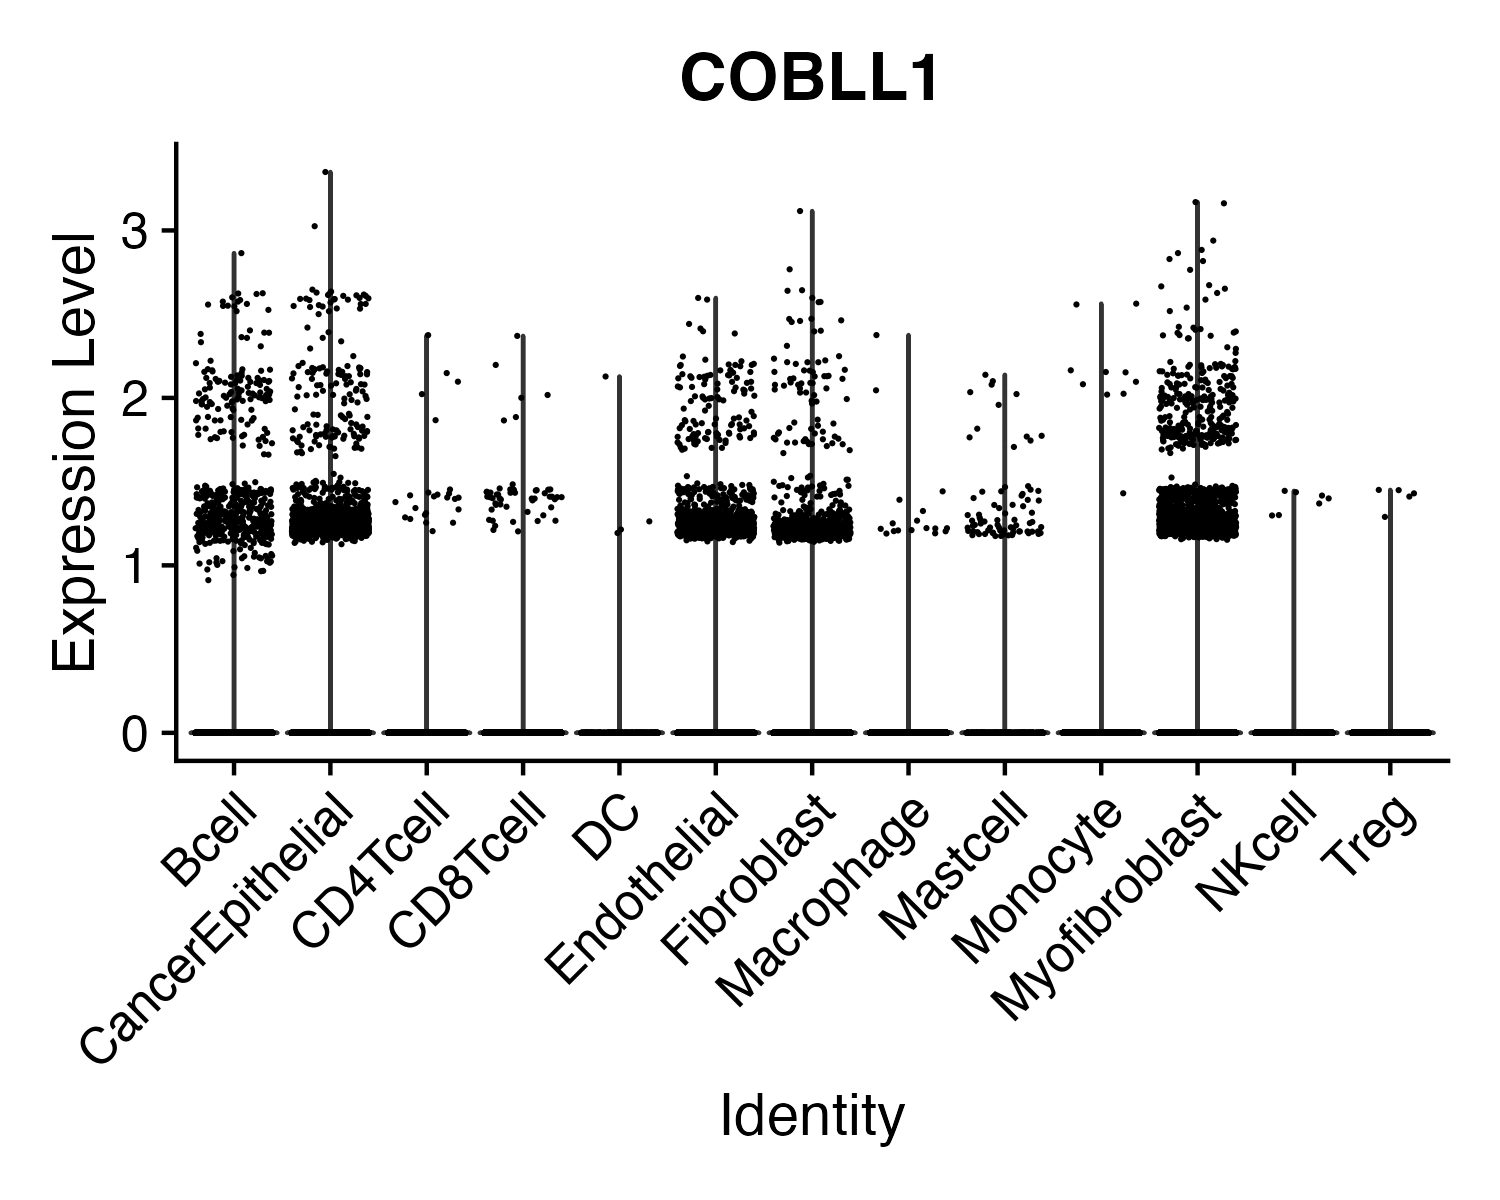 COBLL1
Expression Level
3
2
1
0
Bcell
CancerEpithelial
CD4Tcell
CD8Tcell
DC
Endothelial
Fibroblast
Macrophage
Mastcell
Monocyte
Myofibroblast
NKcell
Treg
Identity